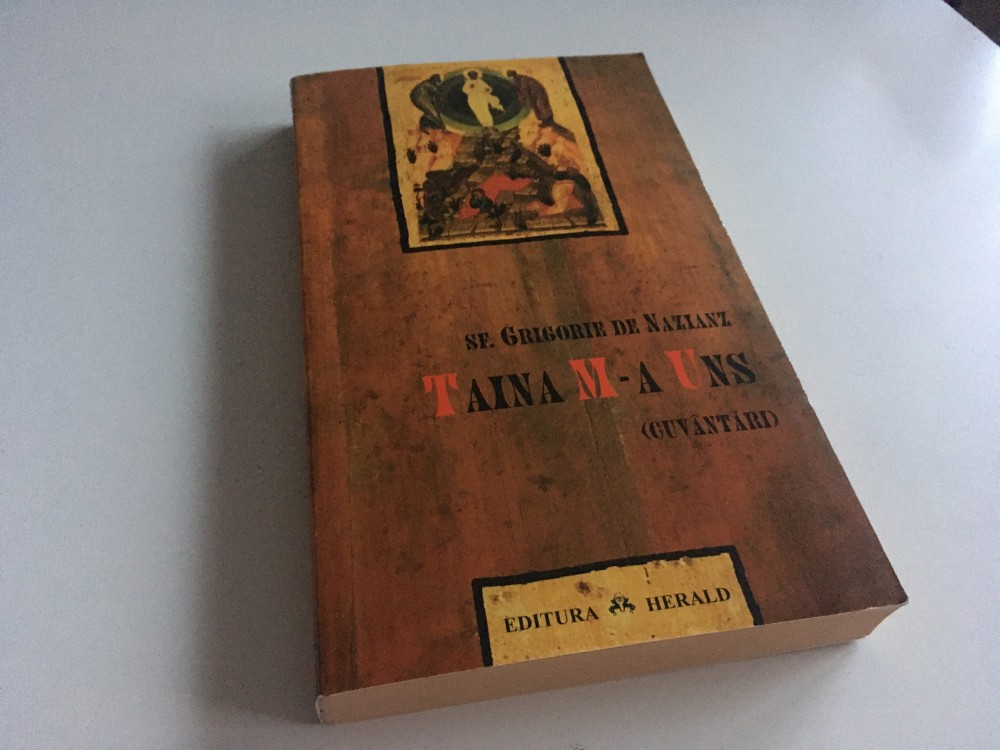 SF. GRIGORIE DE NAZIANZ
TAINA M-A UNS
(CUVÂNTĂRI)
EDITURA HERALD